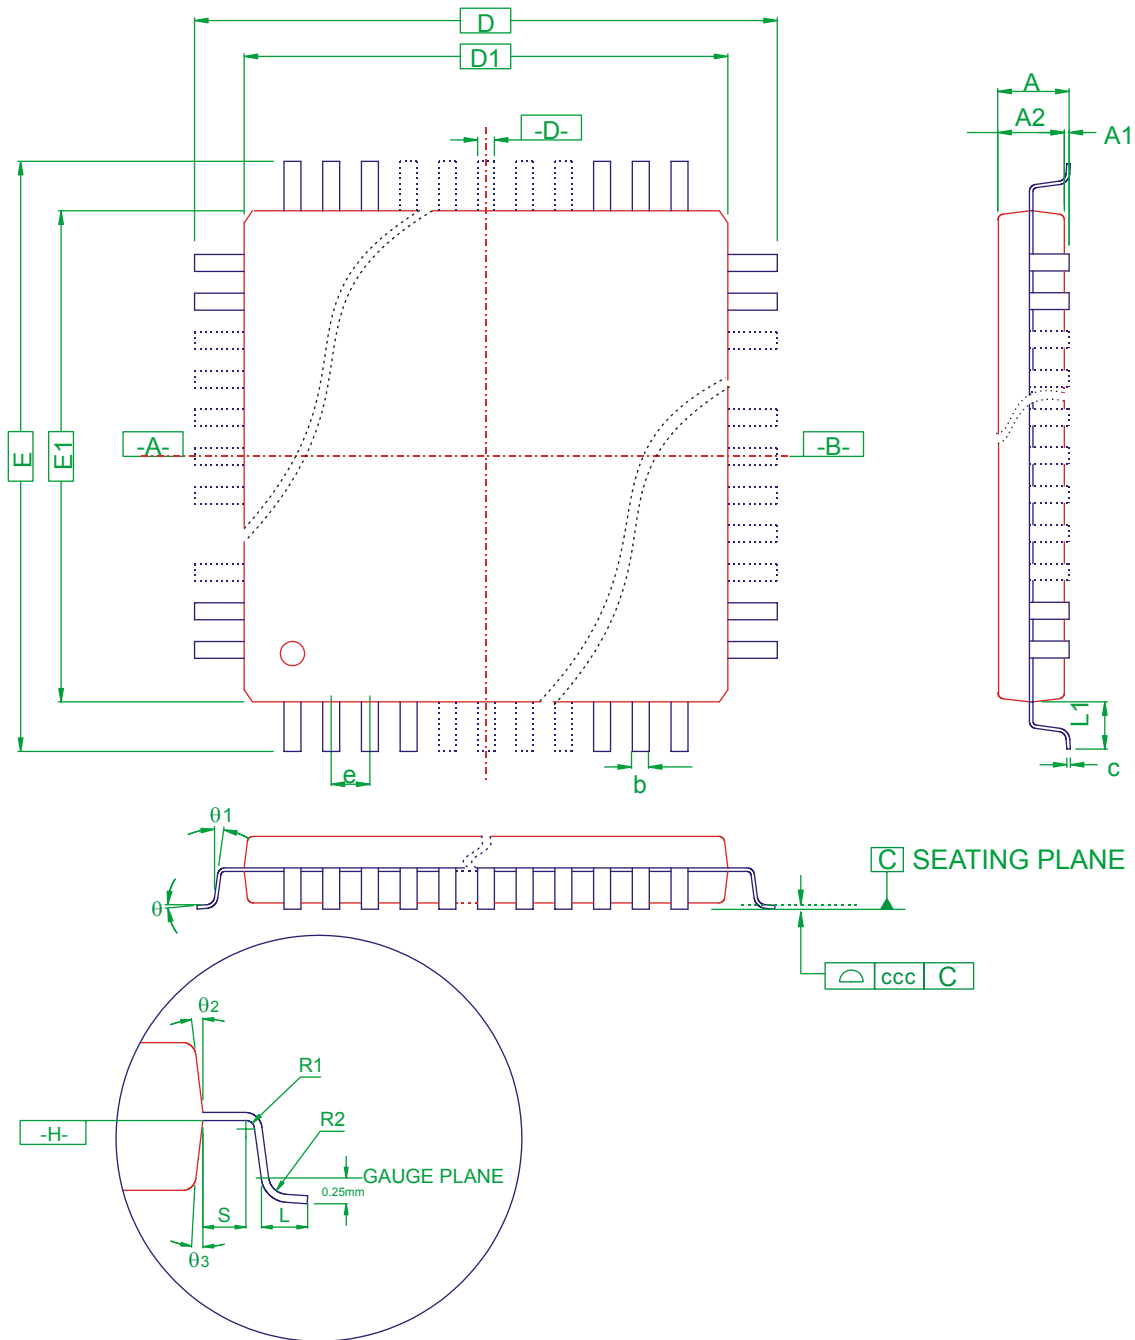 D
D1
-D-
A
A2
A1
E
E1
-A-
-B-
L1
e
b
c
θ1
θ
C SEATING PLANE
ccc C
θ2
R1
R2
-H-
GAUGE PLANE
0.25mm
S
L
θ3